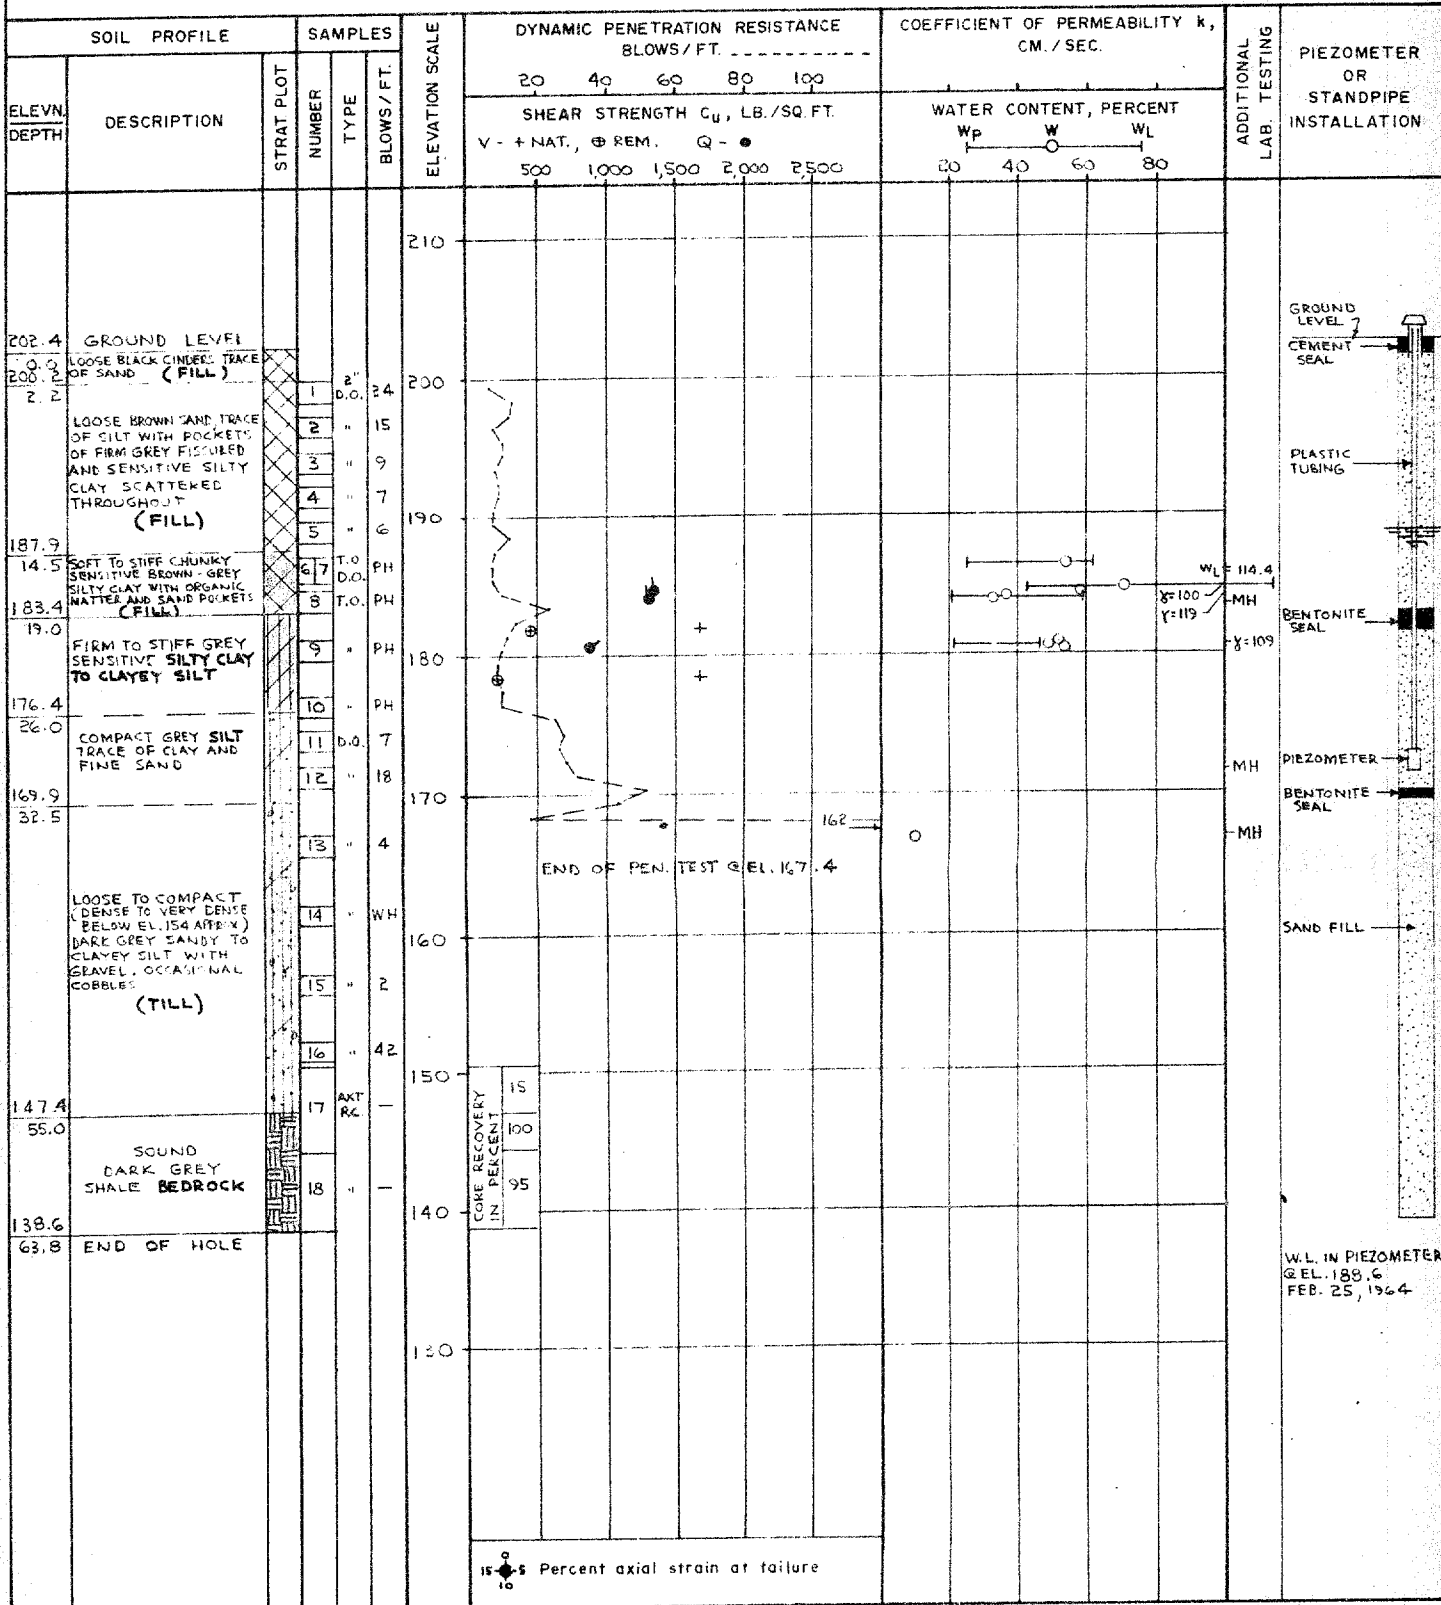 SOIL PROFILE
SAMPLES
ELEVATION SCALE
DYNAMIC PENETRATION RESISTANCE
BLOWS/FT. -----------
20 40 60 80 100
SHEAR STRENGTH Cu, LB./SQ.FT.
V - + NAT., ⊕ REM. Q - ●
500 1,000 1,500 2,000 2,500
COEFFICIENT OF PERMEABILITY k,
CM./SEC.
WATER CONTENT, PERCENT
Wp W WL
20 40 60 80
ADDITIONAL
LAB. TESTING
PIEZOMETER
OR
STANDPIPE
INSTALLATION
ELEVN.
DEPTH
DESCRIPTION
STRAT PLOT
NUMBER
TYPE
BLOWS/FT.
202.4 GROUND LEVEL
0.0 LOOSE BLACK CINDERS TRACE
OF SAND (FILL)
200.2
2.2
LOOSE BROWN SAND, TRACE
OF SILT WITH POCKETS
OF FIRM GREY FISSURED
AND SENSITIVE SILTY
CLAY SCATTERED
THROUGHOUT
(FILL)
187.9
14.5 SOFT TO STIFF CHUNKY
SENSITIVE BROWN-GREY
SILTY CLAY WITH ORGANIC
MATTER AND SAND POCKETS
(FILL)
183.4
19.0
FIRM TO STIFF GREY
SENSITIVE SILTY CLAY
TO CLAYEY SILT
176.4
26.0
COMPACT GREY SILT
TRACE OF CLAY AND
FINE SAND
169.9
32.5
LOOSE TO COMPACT
(DENSE TO VERY DENSE
BELOW EL. 154 APPRX)
DARK GREY SANDY TO
CLAYEY SILT WITH
GRAVEL, OCCASIONAL
COBBLES
(TILL)
147.4
55.0
SOUND
DARK GREY
SHALE BEDROCK
138.6
63.8 END OF HOLE
1 2" D.O. 24
2 " 15
3 " 9
4 " 7
5 " 6
6 7 T.O. D.O. PH
8 T.O. PH
9 " PH
10 " PH
11 D.O. 7
12 " 18
13 " 4
14 " WH
15 " 2
16 " 42
17 AXT RC —
18 " —
210
200
190
180
170
160
150
140
130
162
END OF PEN. TEST @ EL. 167.4
CORE RECOVERY
IN PERCENT
15
100
95
0
15 5 Percent axial strain at failure
10
WL = 114.4
γ=100
γ=119
MH
γ=109
MH
MH
GROUND
LEVEL
CEMENT
SEAL
PLASTIC
TUBING
BENTONITE
SEAL
PIEZOMETER
BENTONITE
SEAL
SAND FILL
W.L. IN PIEZOMETER
@ EL. 188.6
FEB. 25, 1964